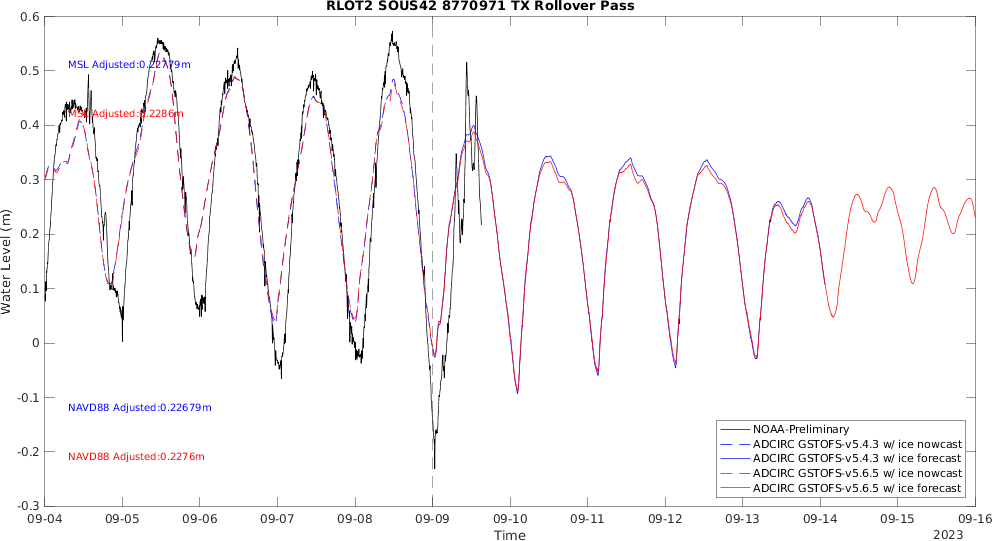 RLOT2 SOUS42 8770971 TX Rollover Pass
0.6
0.5
0.4
0.3
0.2
0.1
0
-0.1
-0.2
-0.3
Water Level (m)
MSL Adjusted:0.22779m
MSL Adjusted:0.2286m
NAVD88 Adjusted:0.22679m
NAVD88 Adjusted:0.2276m
NOAA-Preliminary
ADCIRC GSTOFS-v5.4.3 w/ ice nowcast
ADCIRC GSTOFS-v5.4.3 w/ ice forecast
ADCIRC GSTOFS-v5.6.5 w/ ice nowcast
ADCIRC GSTOFS-v5.6.5 w/ ice forecast
09-04 09-05 09-06 09-07 09-08 09-09 09-10 09-11 09-12 09-13 09-14 09-15 09-16
Time
2023